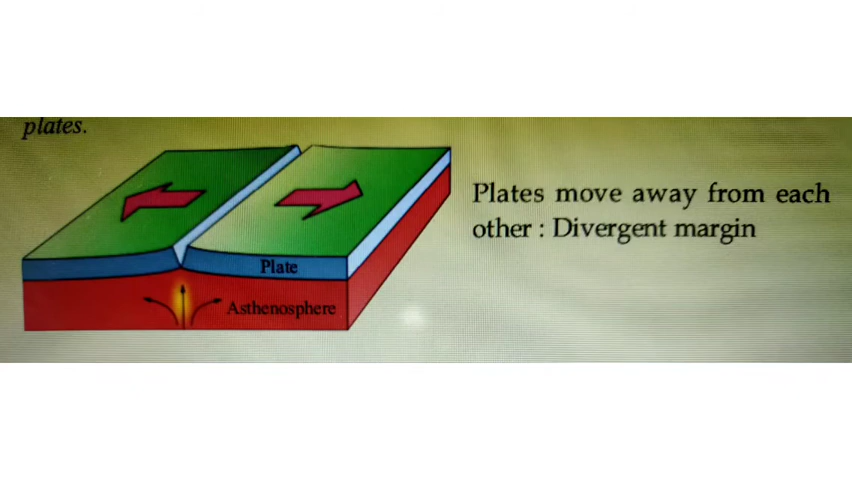 plates.
Plates move away from each
other : Divergent margin
Plate
Asthenosphere